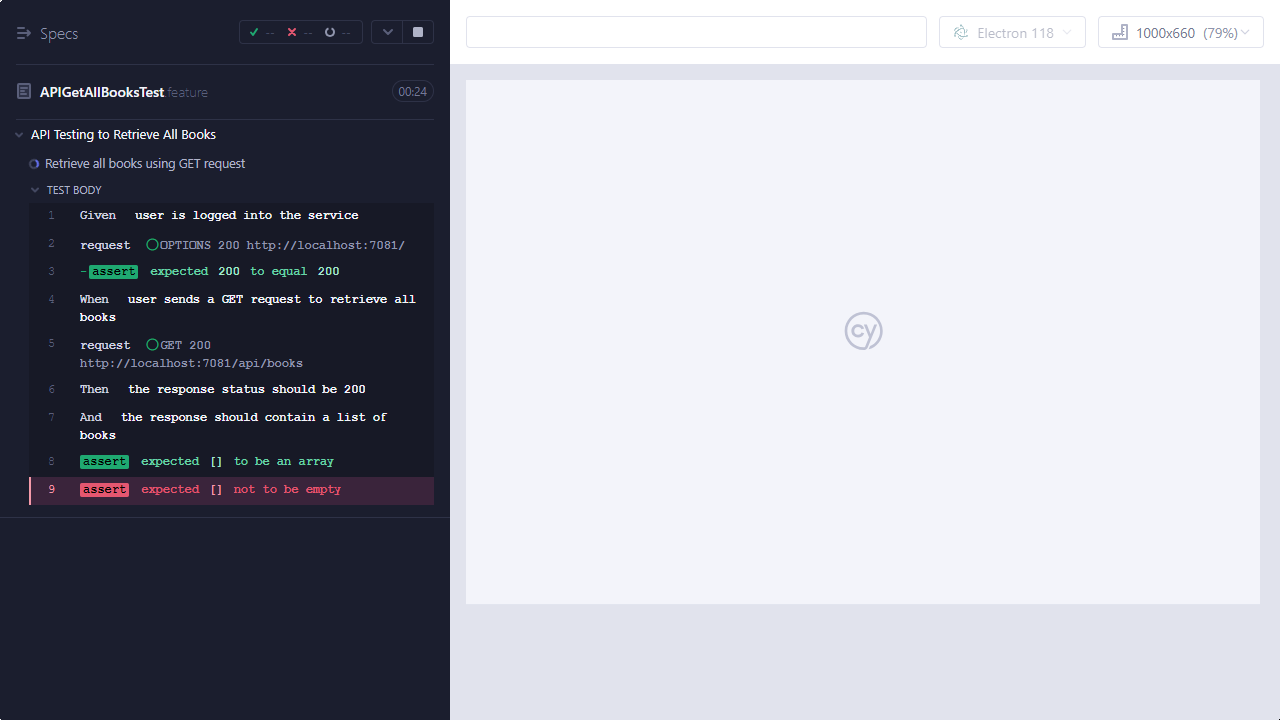 Specs -- -- -- Electron 118 1000x660 (79%)
APIGetAllBooksTest.feature 00:24
API Testing to Retrieve All Books
Retrieve all books using GET request
TEST BODY
1 Given user is logged into the service
2 request OPTIONS 200 http://localhost:7081/
3 -assert expected 200 to equal 200
4 When user sends a GET request to retrieve all
books
5 request GET 200
http://localhost:7081/api/books
6 Then the response status should be 200
7 And the response should contain a list of
books
8 assert expected [] to be an array
9 assert expected [] not to be empty
cy